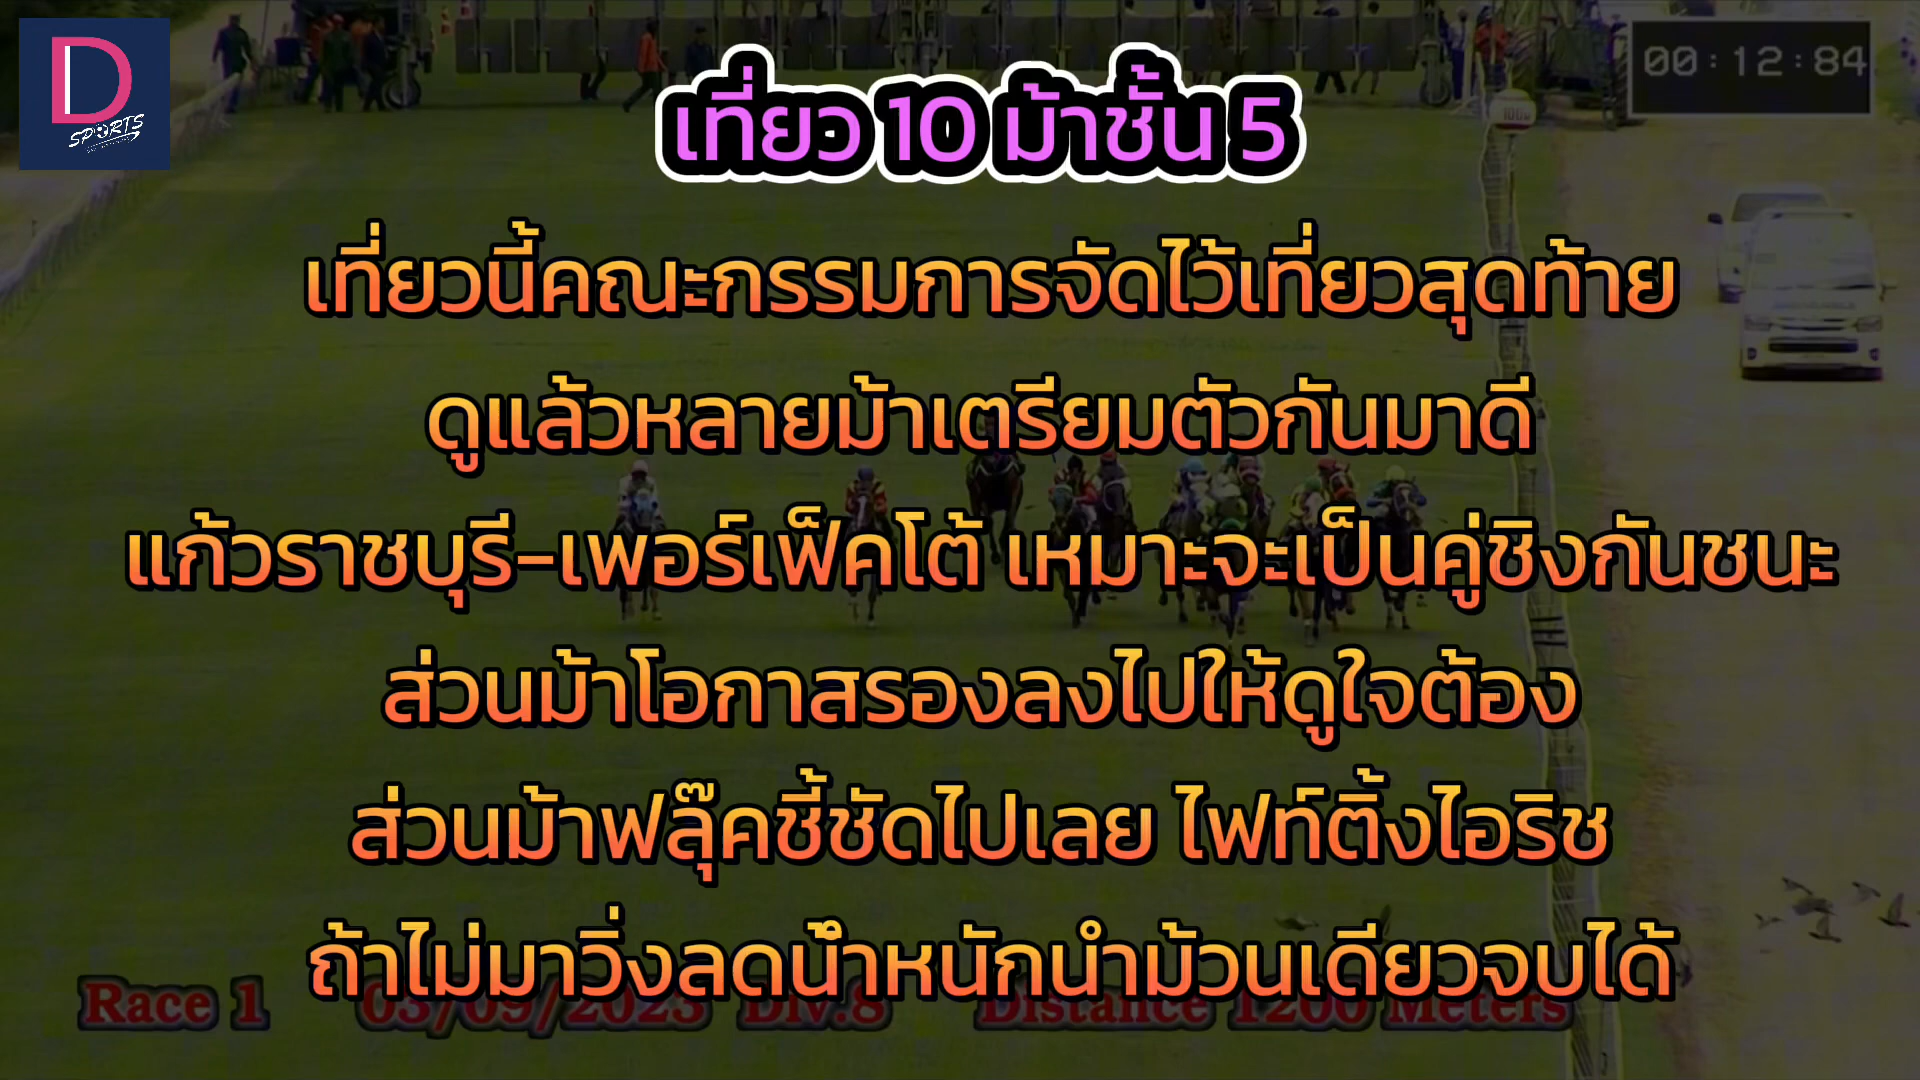 D
SPORTS
00:12:84
เที่ยว 10 ม้าชั้น 5
เที่ยวนี้คณะกรรมการจัดไว้เที่ยวสุดท้าย
ดูแล้วหลายม้าเตรียมตัวกันมาดี
แก้วราชบุรี-เพอร์เฟ็คโต้ เหมาะจะเป็นคู่ชิงกันชนะ
ส่วนม้าโอกาสรองลงไปให้ดูใจต้อง
ส่วนม้าฟลุ๊คชี้ชัดไปเลย ไฟท์ติ้งไอริช
ถ้าไม่มาวิ่งลดน้ำหนักนำม้วนเดียวจบได้
Race 1 03/09/2023 Div.8 Distance 1200 Meters